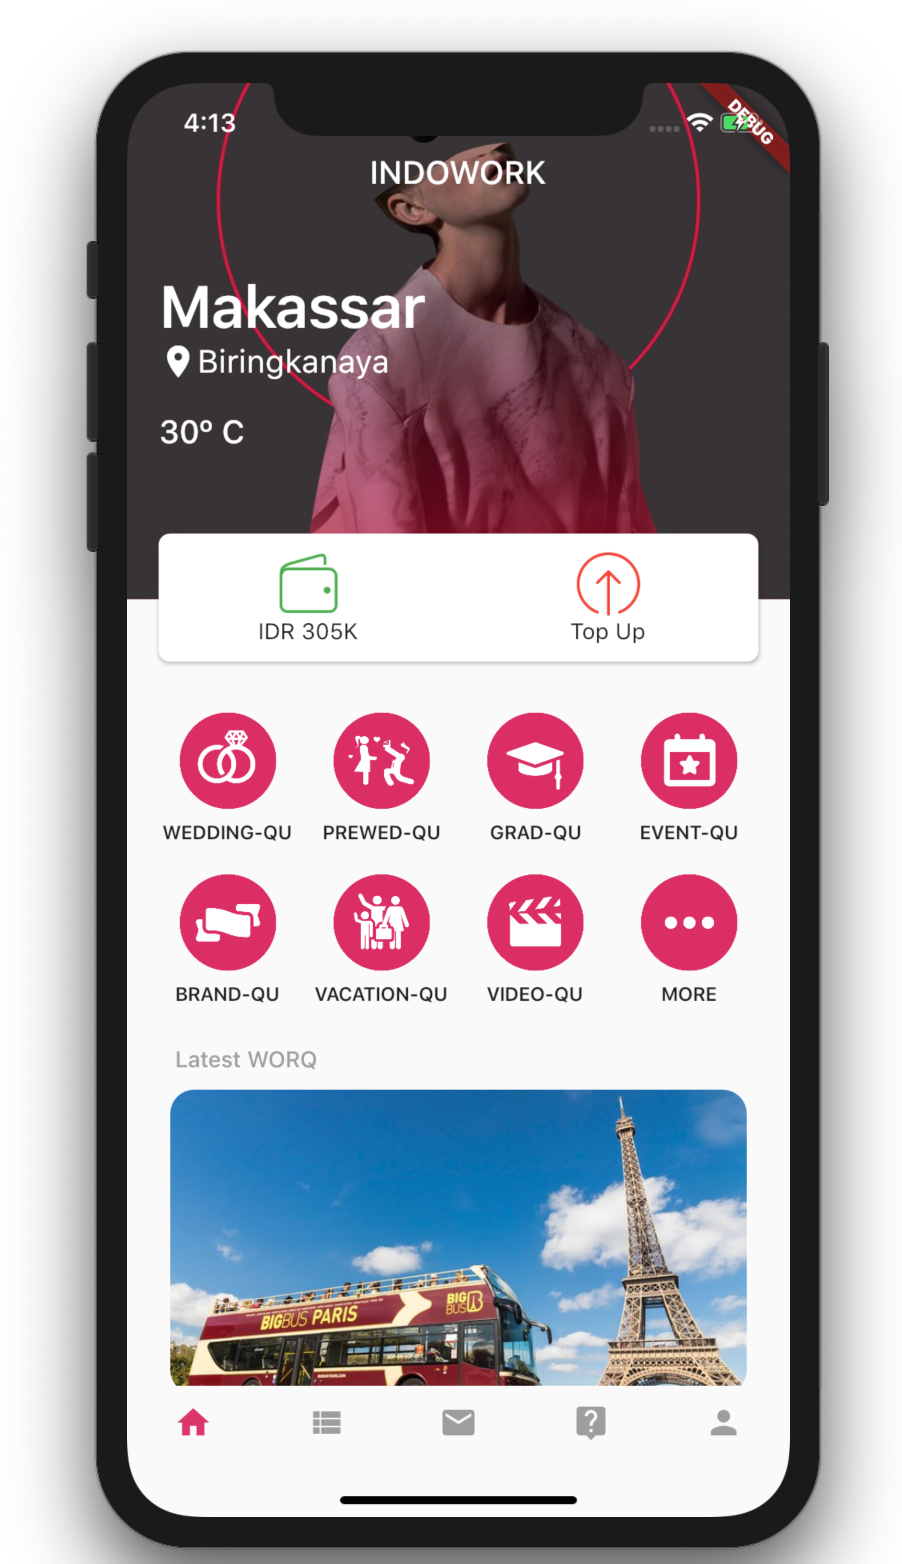 4:13
DEBUG
INDOWORK
Makassar
Biringkanaya
30º C
IDR 305K
Top Up
WEDDING-QU
PREWED-QU
GRAD-QU
EVENT-QU
BRAND-QU
VACATION-QU
VIDEO-QU
MORE
Latest WORQ
BIGBUS PARIS
BIG
BUS